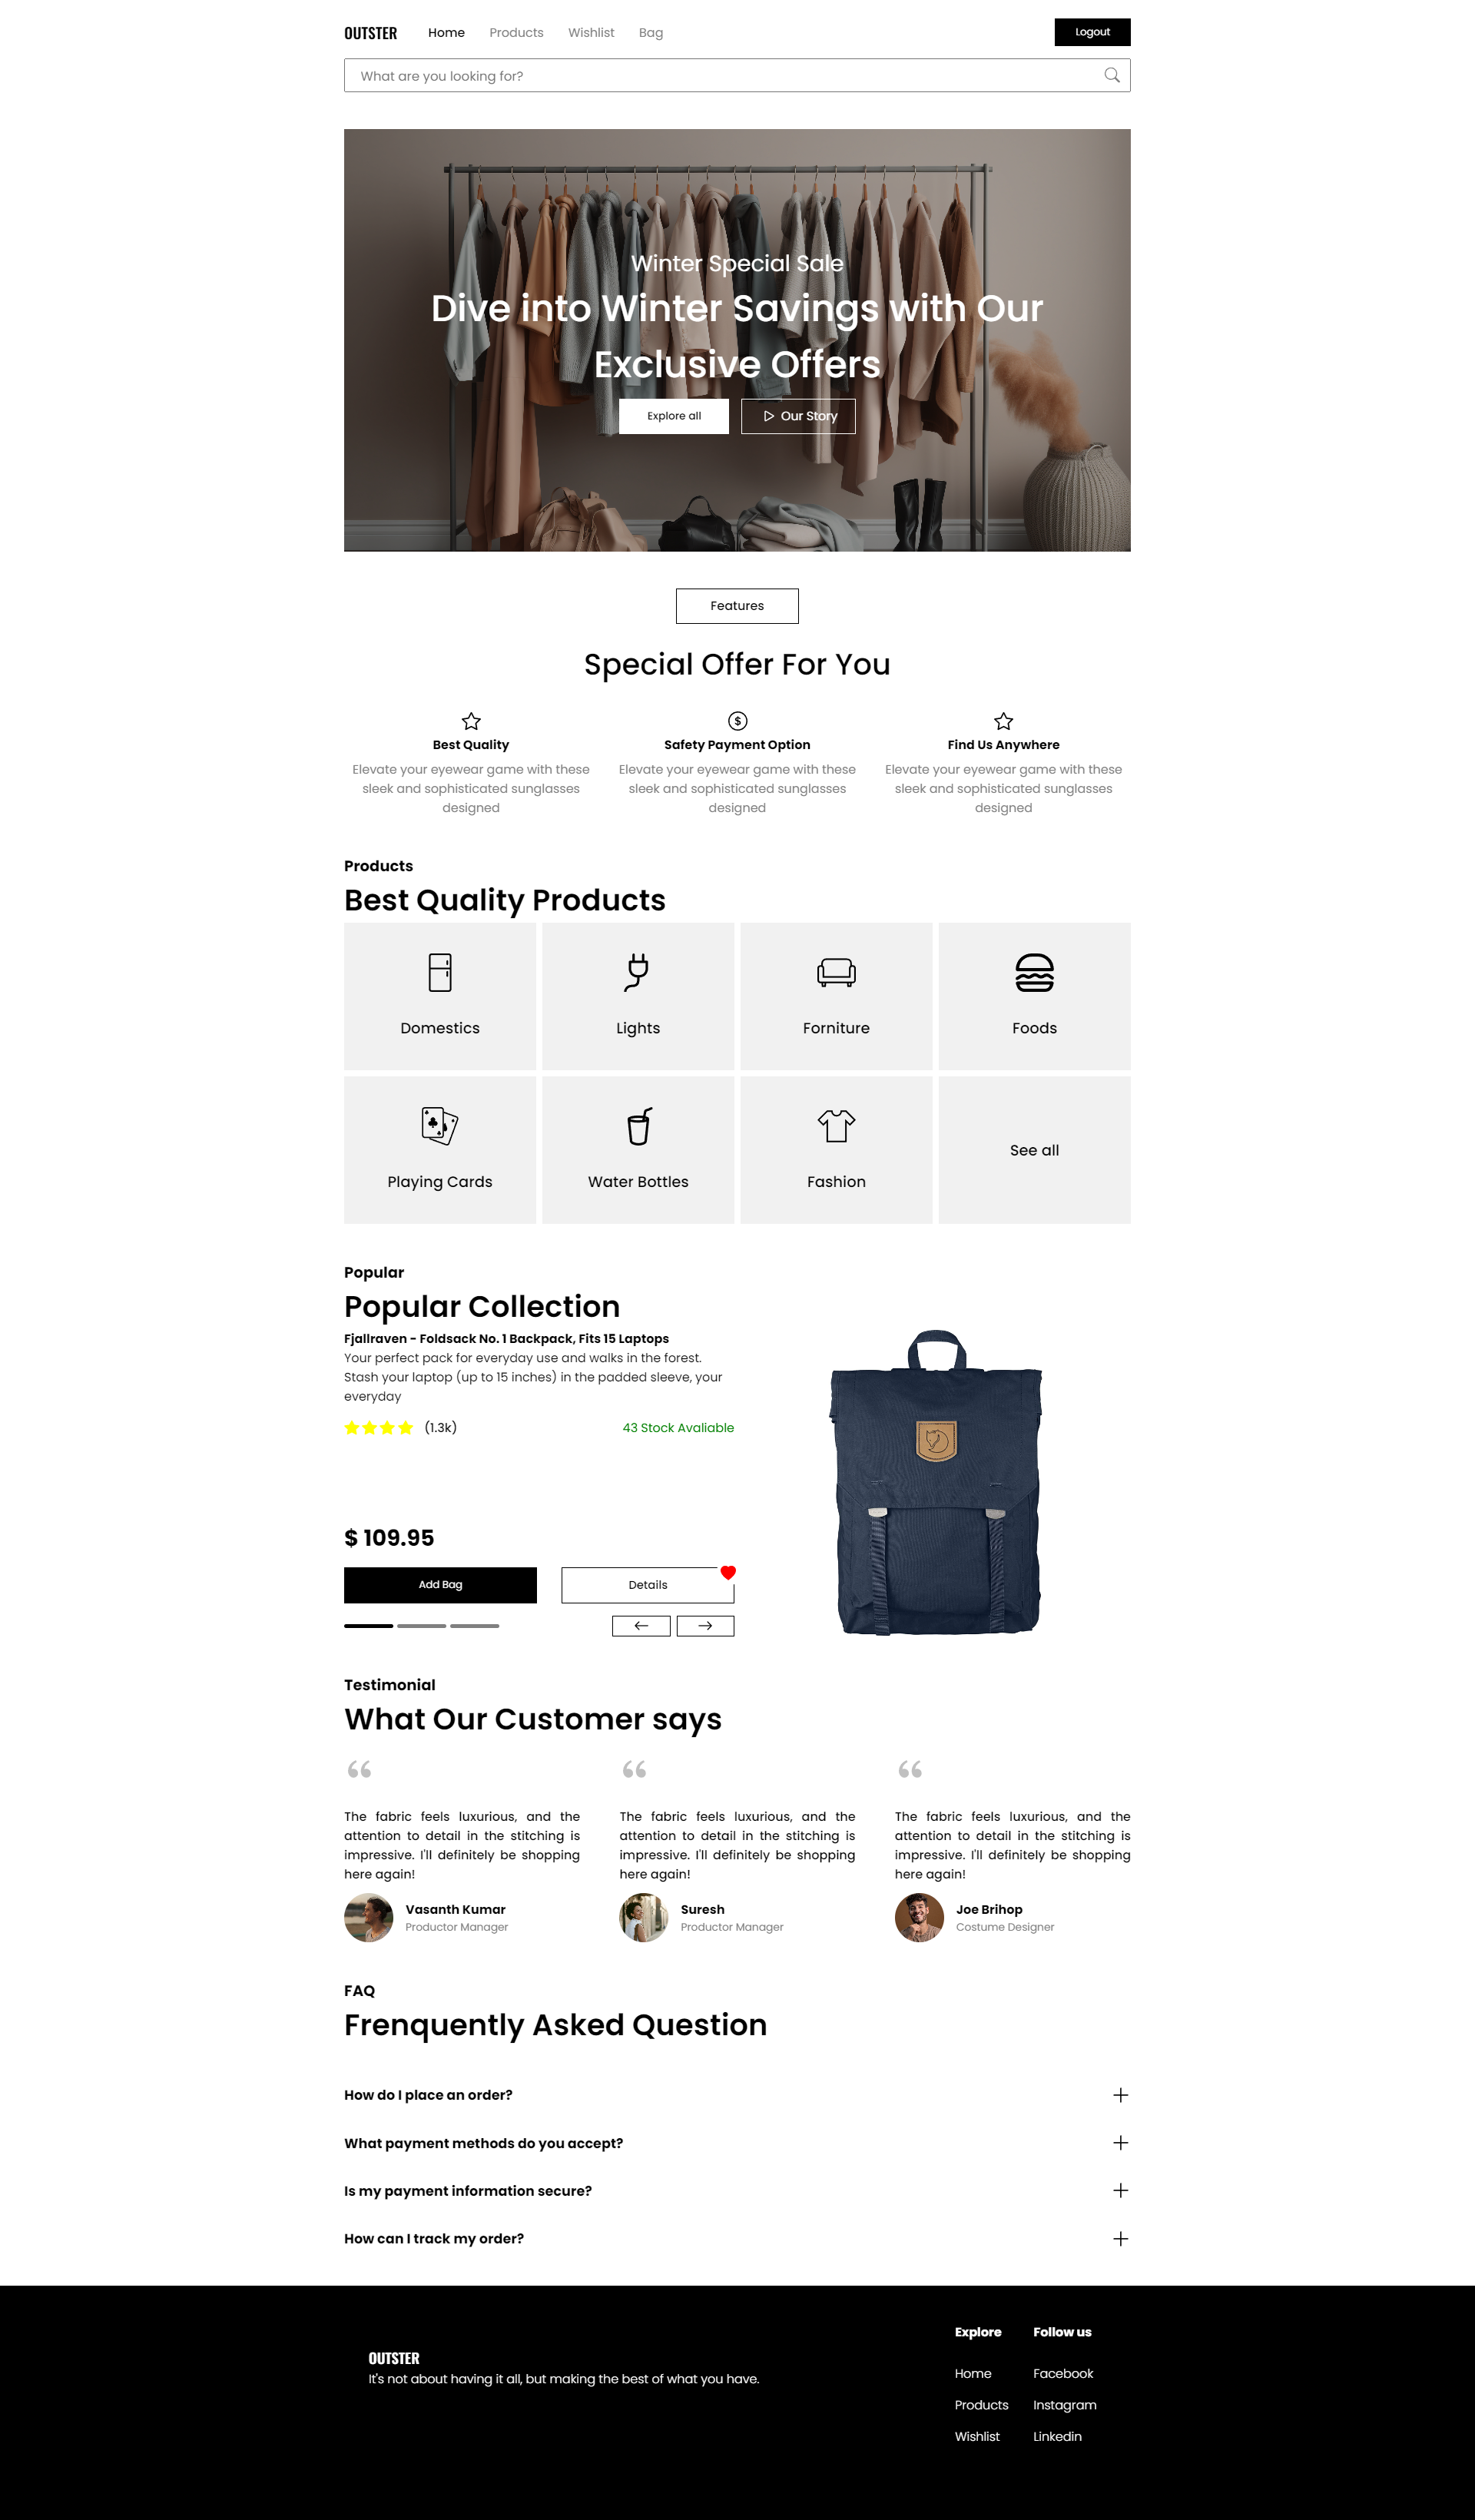 OUTSTER
Home
Products
Wishlist
Bag
Logout
What are you looking for?
Winter Special Sale
Dive into Winter Savings with Our
Exclusive Offers
Explore all
Our Story
Features
Special Offer For You
Best Quality
Elevate your eyewear game with these
sleek and sophisticated sunglasses
designed
Safety Payment Option
Elevate your eyewear game with these
sleek and sophisticated sunglasses
designed
Find Us Anywhere
Elevate your eyewear game with these
sleek and sophisticated sunglasses
designed
Products
Best Quality Products
Domestics
Lights
Forniture
Foods
Playing Cards
Water Bottles
Fashion
See all
Popular
Popular Collection
Fjallraven - Foldsack No. 1 Backpack, Fits 15 Laptops
Your perfect pack for everyday use and walks in the forest.
Stash your laptop (up to 15 inches) in the padded sleeve, your
everyday
(1.3k)
43 Stock Avaliable
$ 109.95
Add Bag
Details
Testimonial
What Our Customer says
The fabric feels luxurious, and the
attention to detail in the stitching is
impressive. I'll definitely be shopping
here again!
Vasanth Kumar
Productor Manager
The fabric feels luxurious, and the
attention to detail in the stitching is
impressive. I'll definitely be shopping
here again!
Suresh
Productor Manager
The fabric feels luxurious, and the
attention to detail in the stitching is
impressive. I'll definitely be shopping
here again!
Joe Brihop
Costume Designer
FAQ
Frenquently Asked Question
How do I place an order?
What payment methods do you accept?
Is my payment information secure?
How can I track my order?
OUTSTER
It's not about having it all, but making the best of what you have.
Explore
Home
Products
Wishlist
Follow us
Facebook
Instagram
Linkedin